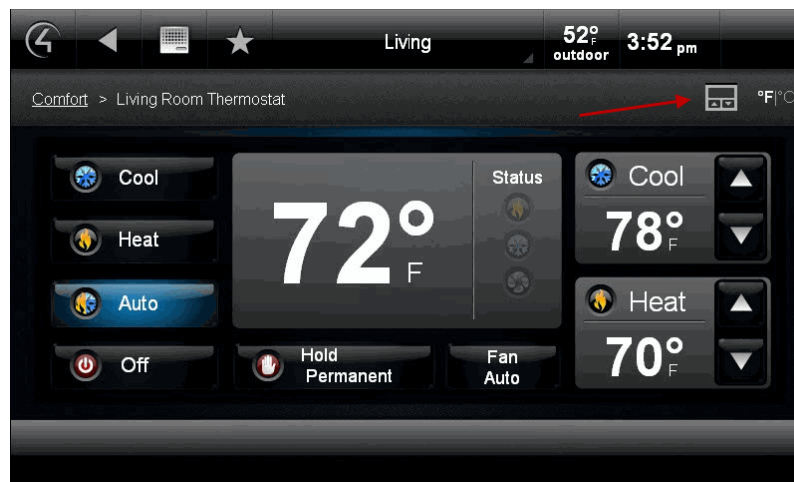 Living
52°F
outdoor
3:52 pm
Comfort > Living Room Thermostat
°F|°C
Cool
Heat
Auto
Off
72°F
Status
Hold
Permanent
Fan
Auto
Cool
78°F
Heat
70°F